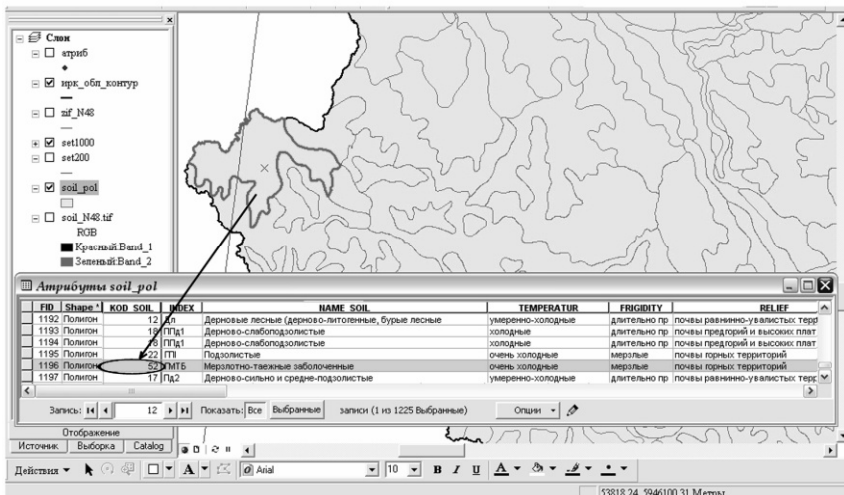 Слои
атриб
ирк_обл_контур
zif_N48
set1000
set200
soil_pol
soil_N48.tif
RGB
Красный:Band_1
Зеленый:Band_2
Атрибуты soil_pol
FID Shape * KOD_SOIL INDEX NAME_SOIL TEMPERATUR FRIGIDITY RELIEF
1192 Полигон 12 Дл Дерновые лесные (дерново-литогенные, бурые лесные умеренно-холодные длительно пр почвы равнинно-увалистых терр
1193 Полигон 18 ППд1 Дерново-слабоподзолистые холодные длительно пр почвы предгорий и высоких плат
1194 Полигон ППд1 Дерново-слабоподзолистые холодные длительно пр почвы предгорий и высоких плат
1195 Полигон 22 ГП Подзолистые очень холодные мерзлые почвы горных территорий
1196 Полигон 52 ГМТБ Мерзлотно-таежные заболоченные очень холодные мерзлые почвы горных территорий
1197 Полигон 17 Пд2 Дерново-сильно и средне-подзолистые умеренно-холодные длительно пр почвы равнинно-увалистых терр
Запись: 12 Показать: Все Выбранные записи (1 из 1225 Выбранные) Опции
Отображение
Источник Выборка Catalog
Действия A Arial 10 B I U A
53818,24 5946100,31 Метры